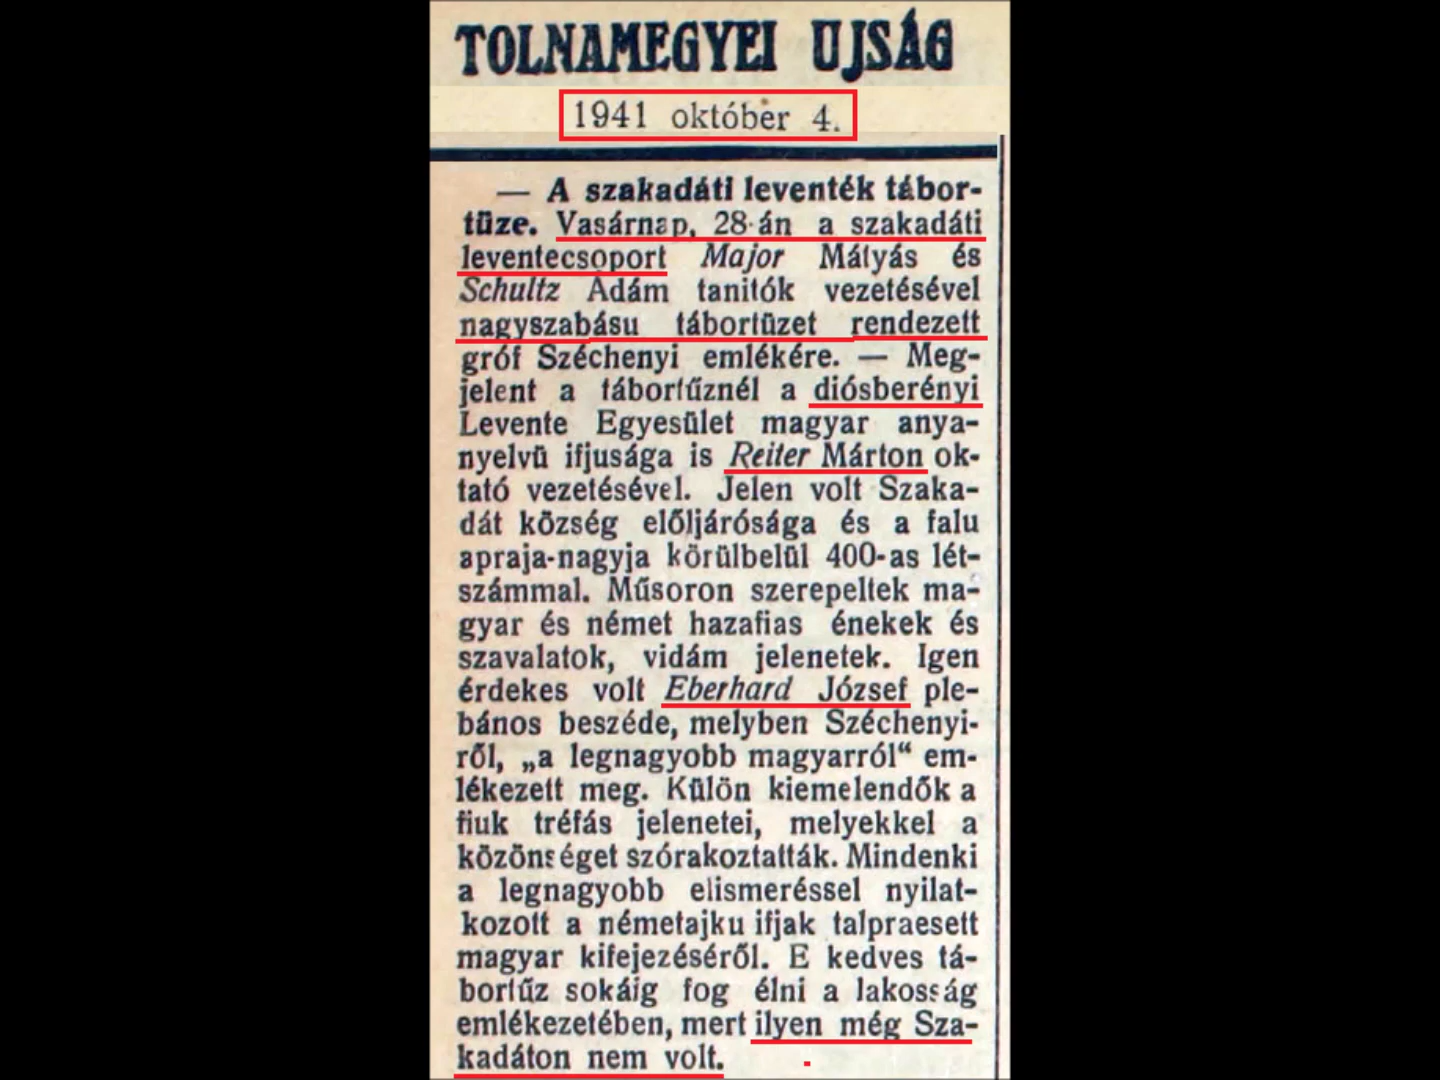 TOLNAMEGYEI UJSÁG
1941 október 4.
— A szakadáti leventék tábor-
tüze. Vasárnap, 28-án a szakadáti
leventecsoport Major Mátyás és
Schultz Ádám tanitók vezetésével
nagyszabásu tábortüzet rendezett
gróf Széchenyi emlékére. — Meg-
jelent a tábortűznél a diósberényi
Levente Egyesület magyar anya-
nyelvü ifjusága is Reiter Márton ok-
tató vezetésével. Jelen volt Szaka-
dát község előljárósága és a falu
apraja-nagyja körülbelül 400-as lét-
számmal. Műsoron szerepeltek ma-
gyar és német hazafias énekek és
szavalatok, vidám jelenetek. Igen
érdekes volt Eberhard József ple-
bános beszéde, melyben Széchenyi-
ről, „a legnagyobb magyarról“ em-
lékezett meg. Külön kiemelendők a
fiuk tréfás jelenetei, melyekkel a
közönséget szórakoztatták. Mindenki
a legnagyobb elismeréssel nyilat-
kozott a németajku ifjak talpraesett
magyar kifejezéséről. E kedves tá-
bortűz sokáig fog élni a lakosság
emlékezetében, mert ilyen még Sza-
kadáton nem volt.